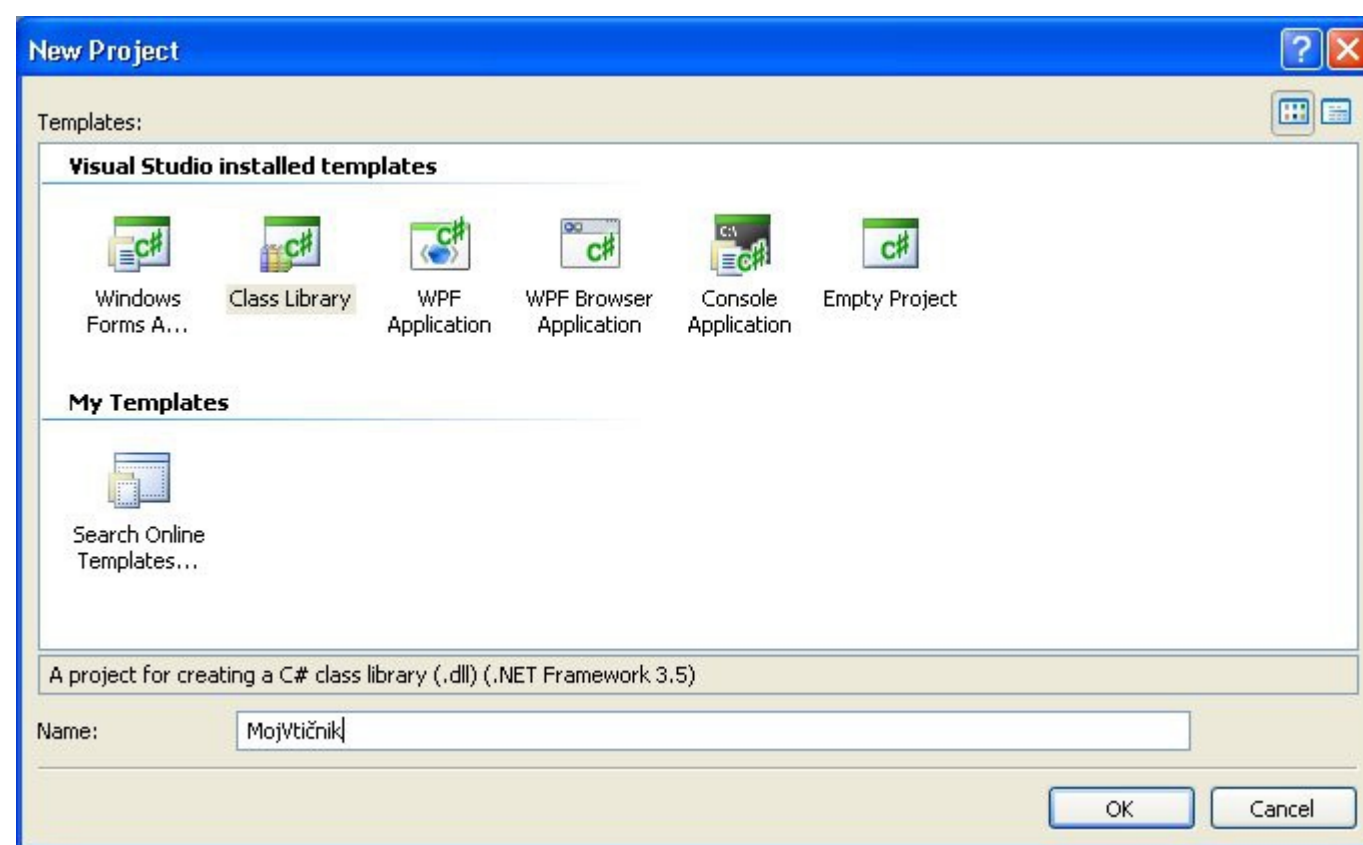 New Project
Templates:
Visual Studio installed templates
Windows Forms A...
Class Library
WPF Application
WPF Browser Application
Console Application
Empty Project
My Templates
Search Online Templates...
A project for creating a C# class library (.dll) (.NET Framework 3.5)
Name:
MojVtičnik
OK
Cancel